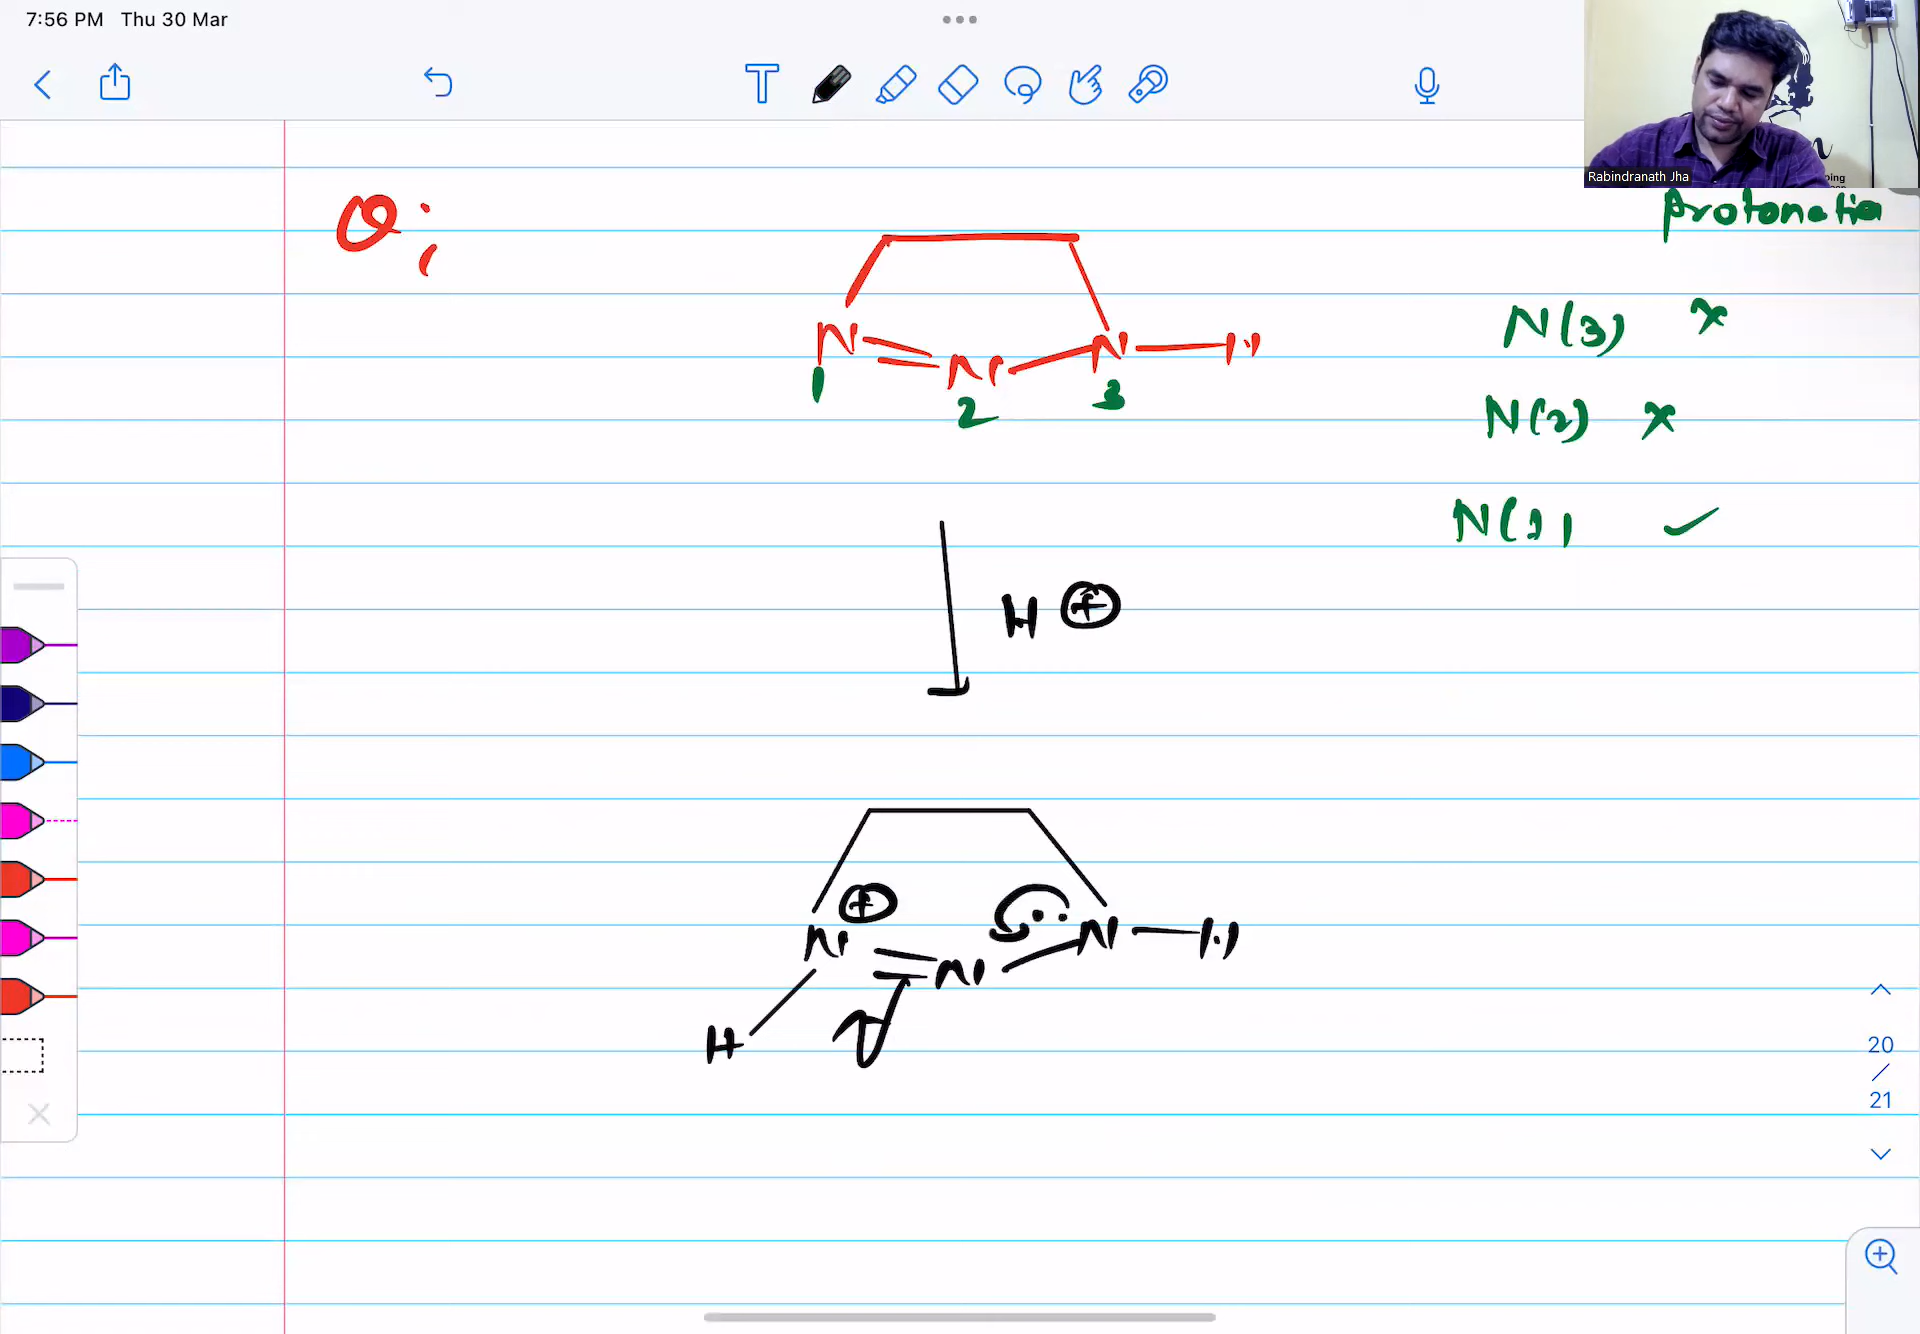 7:56 PM Thu 30 Mar
T
Rabindranath Jha
Protonation
Q;
N N N H
1 2 3
N(3) ×
N(2) ×
N(1) ✓
H ⊕
⊕
N N N H
H
20
/
21